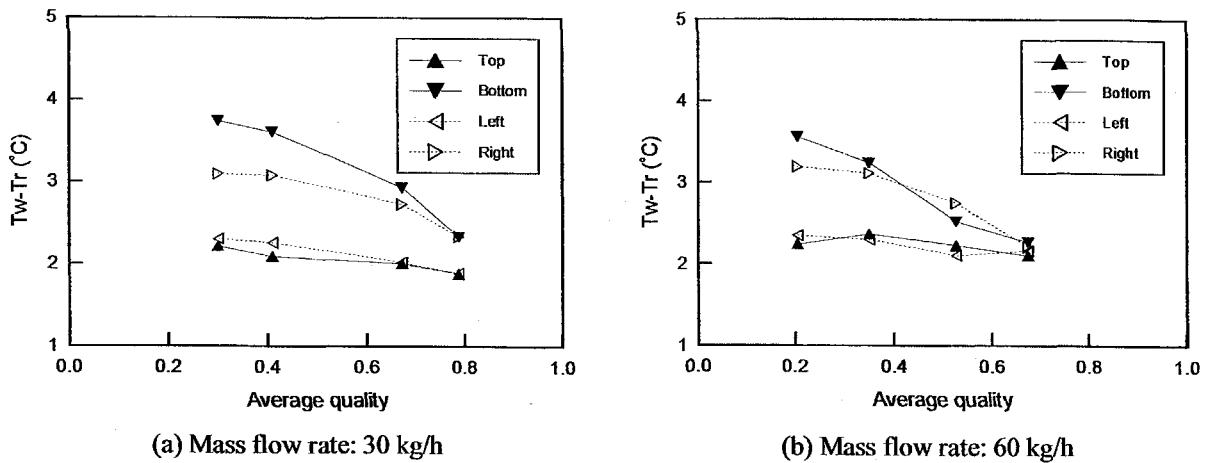 5
4
3
2
1
Tw-Tr (°C)
Top
Bottom
Left
Right
0.0 0.2 0.4 0.6 0.8 1.0
Average quality
(a) Mass flow rate: 30 kg/h
5
4
3
2
1
Tw-Tr (°C)
Top
Bottom
Left
Right
0.0 0.2 0.4 0.6 0.8 1.0
Average quality
(b) Mass flow rate: 60 kg/h